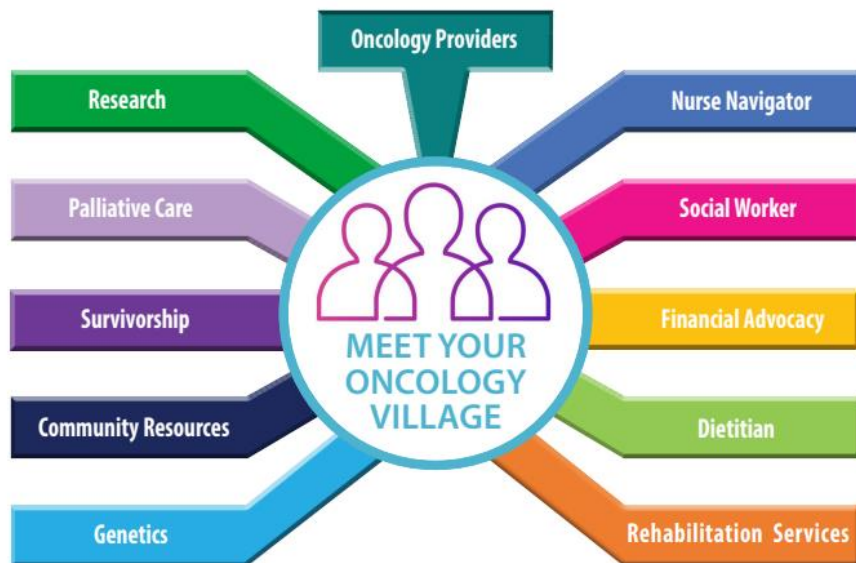 Oncology Providers
Research
Nurse Navigator
Palliative Care
Social Worker
Survivorship
Financial Advocacy
MEET YOUR
ONCOLOGY
VILLAGE
Community Resources
Dietitian
Genetics
Rehabilitation Services